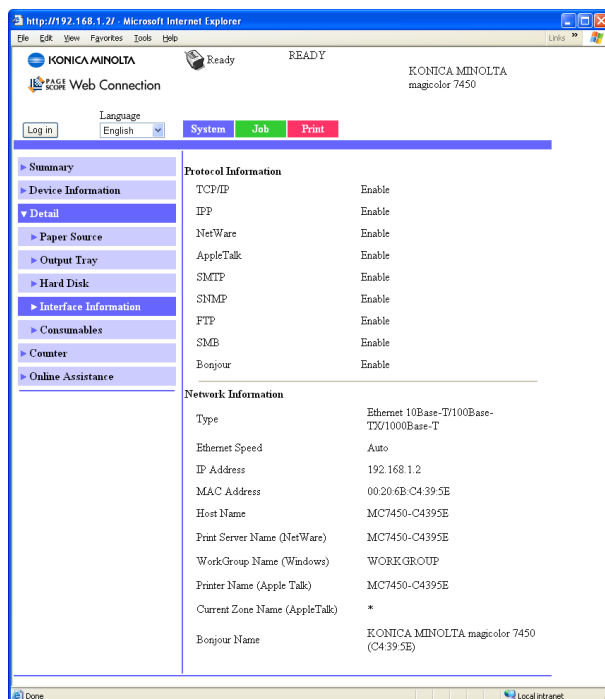 http://192.168.1.2/ - Microsoft Internet Explorer
File Edit View Favorites Tools Help
Links »
KONICA MINOLTA
Ready
READY
KONICA MINOLTA
magicolor 7450
PAGE SCOPE Web Connection
Language
Log in
English
System
Job
Print
Summary
Device Information
Detail
Paper Source
Output Tray
Hard Disk
Interface Information
Consumables
Counter
Online Assistance
Protocol Information
TCP/IP Enable
IPP Enable
NetWare Enable
AppleTalk Enable
SMTP Enable
SNMP Enable
FTP Enable
SMB Enable
Bonjour Enable
Network Information
Type Ethernet 10Base-T/100Base-
TX/1000Base-T
Ethernet Speed Auto
IP Address 192.168.1.2
MAC Address 00:20:6B:C4:39:5E
Host Name MC7450-C4395E
Print Server Name (NetWare) MC7450-C4395E
WorkGroup Name (Windows) WORKGROUP
Printer Name (Apple Talk) MC7450-C4395E
Current Zone Name (AppleTalk) *
Bonjour Name KONICA MINOLTA magicolor 7450
(C4:39:5E)
Done
Local intranet